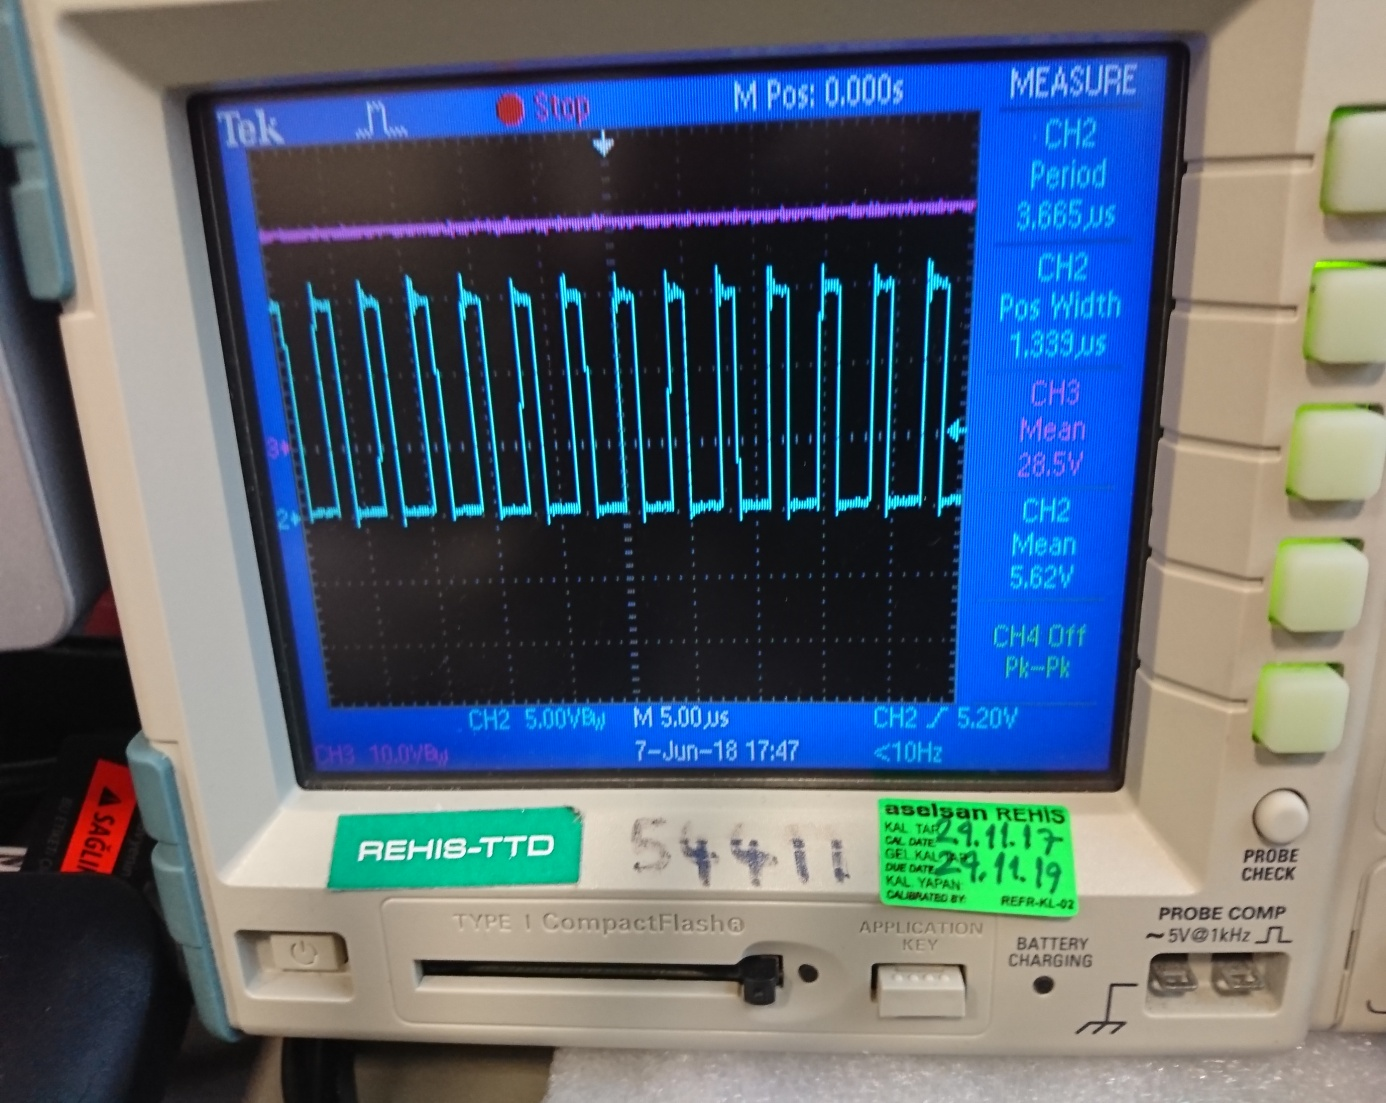 Tek
Stop
M Pos: 0.000s
MEASURE
CH2
Period
3.665µs
CH2
Pos Width
1.339µs
CH3
Mean
28.5V
CH2
Mean
5.62V
CH4 Off
Pk-Pk
3
2
CH2 5.00VBW
M 5.00µs
CH2 5.20V
CH3 10.0VBW
7-Jun-18 17:47
<10Hz
REHIS-TTD
54411
aselsan REHİS
KAL. TAR.
CAL. DATE
29.11.17
GEL.KAL.
DUE DATE
29.11.19
KAL. YAPAN:
CALIBRATED BY:
REFR-KL-02
TYPE I CompactFlash®
APPLICATION
KEY
BATTERY
CHARGING
PROBE
CHECK
PROBE COMP
~5V@1kHz